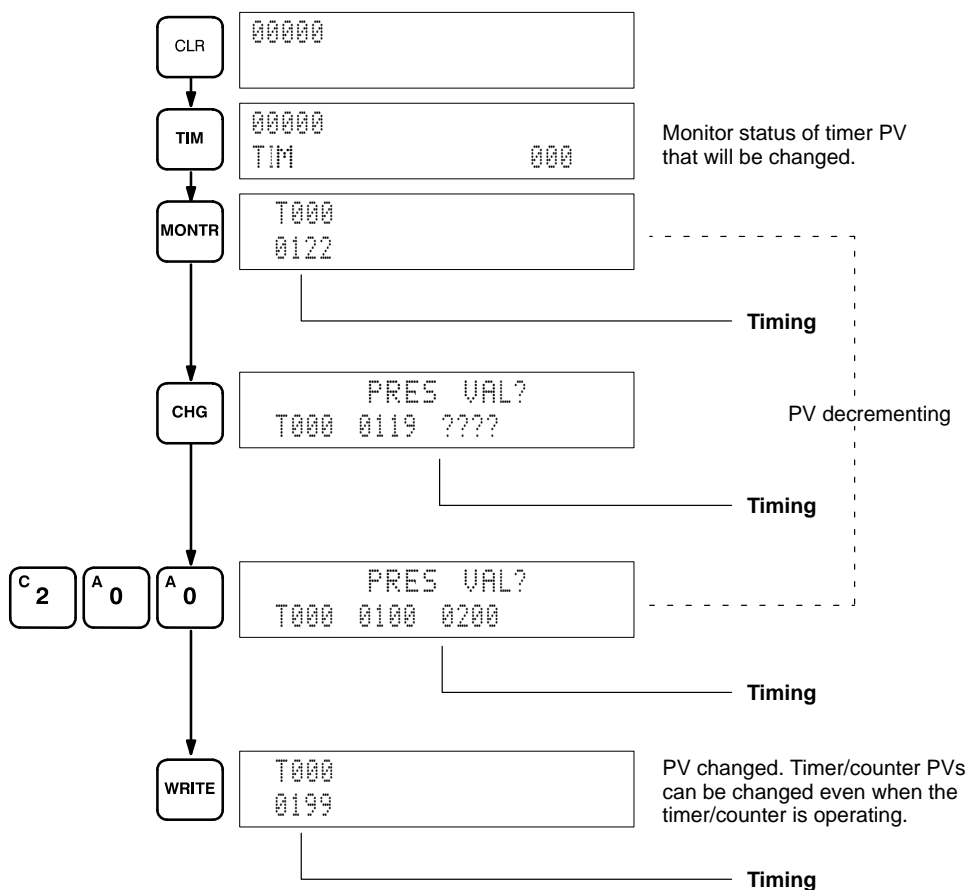 CLR
00000
TIM
00000
TIM 000
Monitor status of timer PV
that will be changed.
MONTR
T000
0122
Timing
CHG
PRES VAL?
T000 0119 ????
PV decrementing
Timing
C 2 A 0 A 0
PRES VAL?
T000 0100 0200
Timing
WRITE
T000
0199
PV changed. Timer/counter PVs
can be changed even when the
timer/counter is operating.
Timing